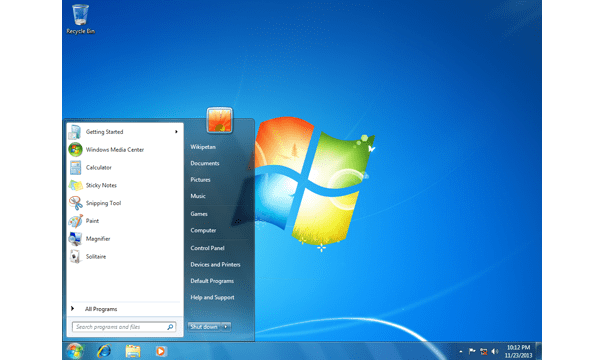 Recycle Bin
Getting Started
Windows Media Center
Calculator
Sticky Notes
Snipping Tool
Paint
Magnifier
Solitaire
All Programs
Search programs and files
Wikipetan
Documents
Pictures
Music
Games
Computer
Control Panel
Devices and Printers
Default Programs
Help and Support
Shut down
10:12 PM
11/23/2013